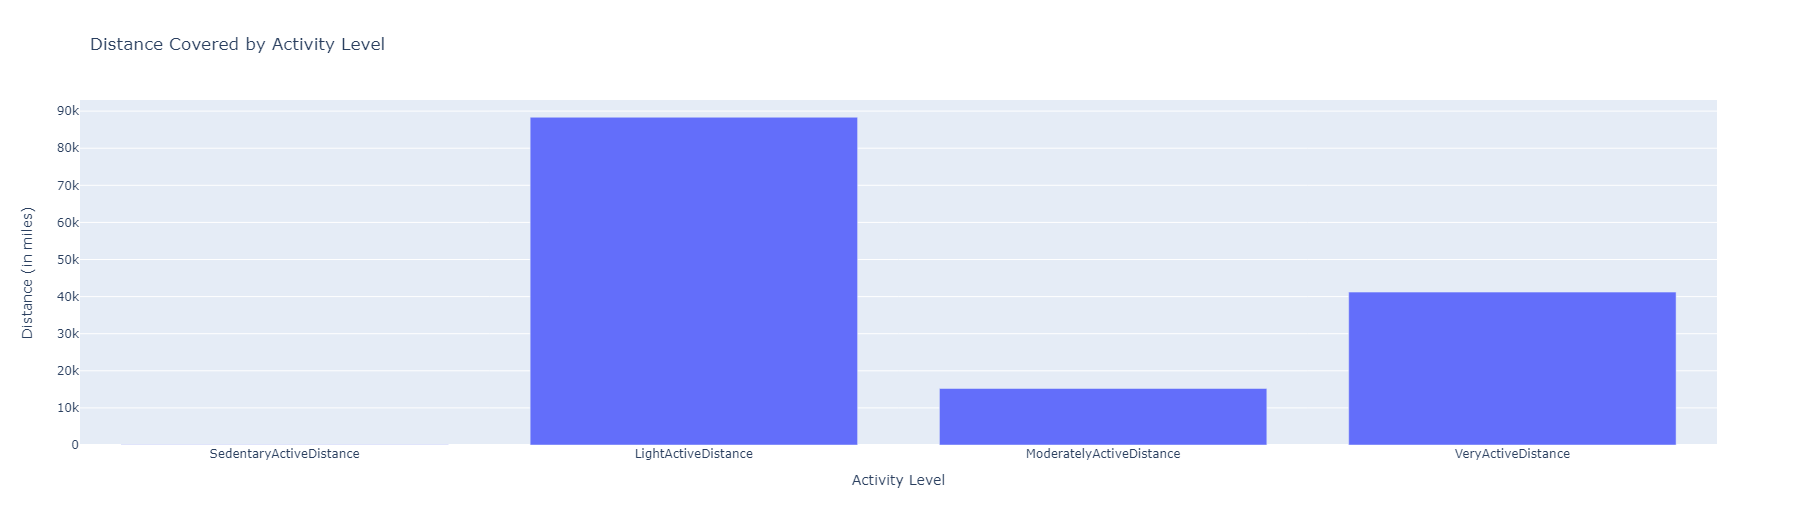 Distance Covered by Activity Level
90k
80k
70k
60k
50k
40k
30k
20k
10k
0
Distance (in miles)
SedentaryActiveDistance
LightActiveDistance
ModeratelyActiveDistance
VeryActiveDistance
Activity Level